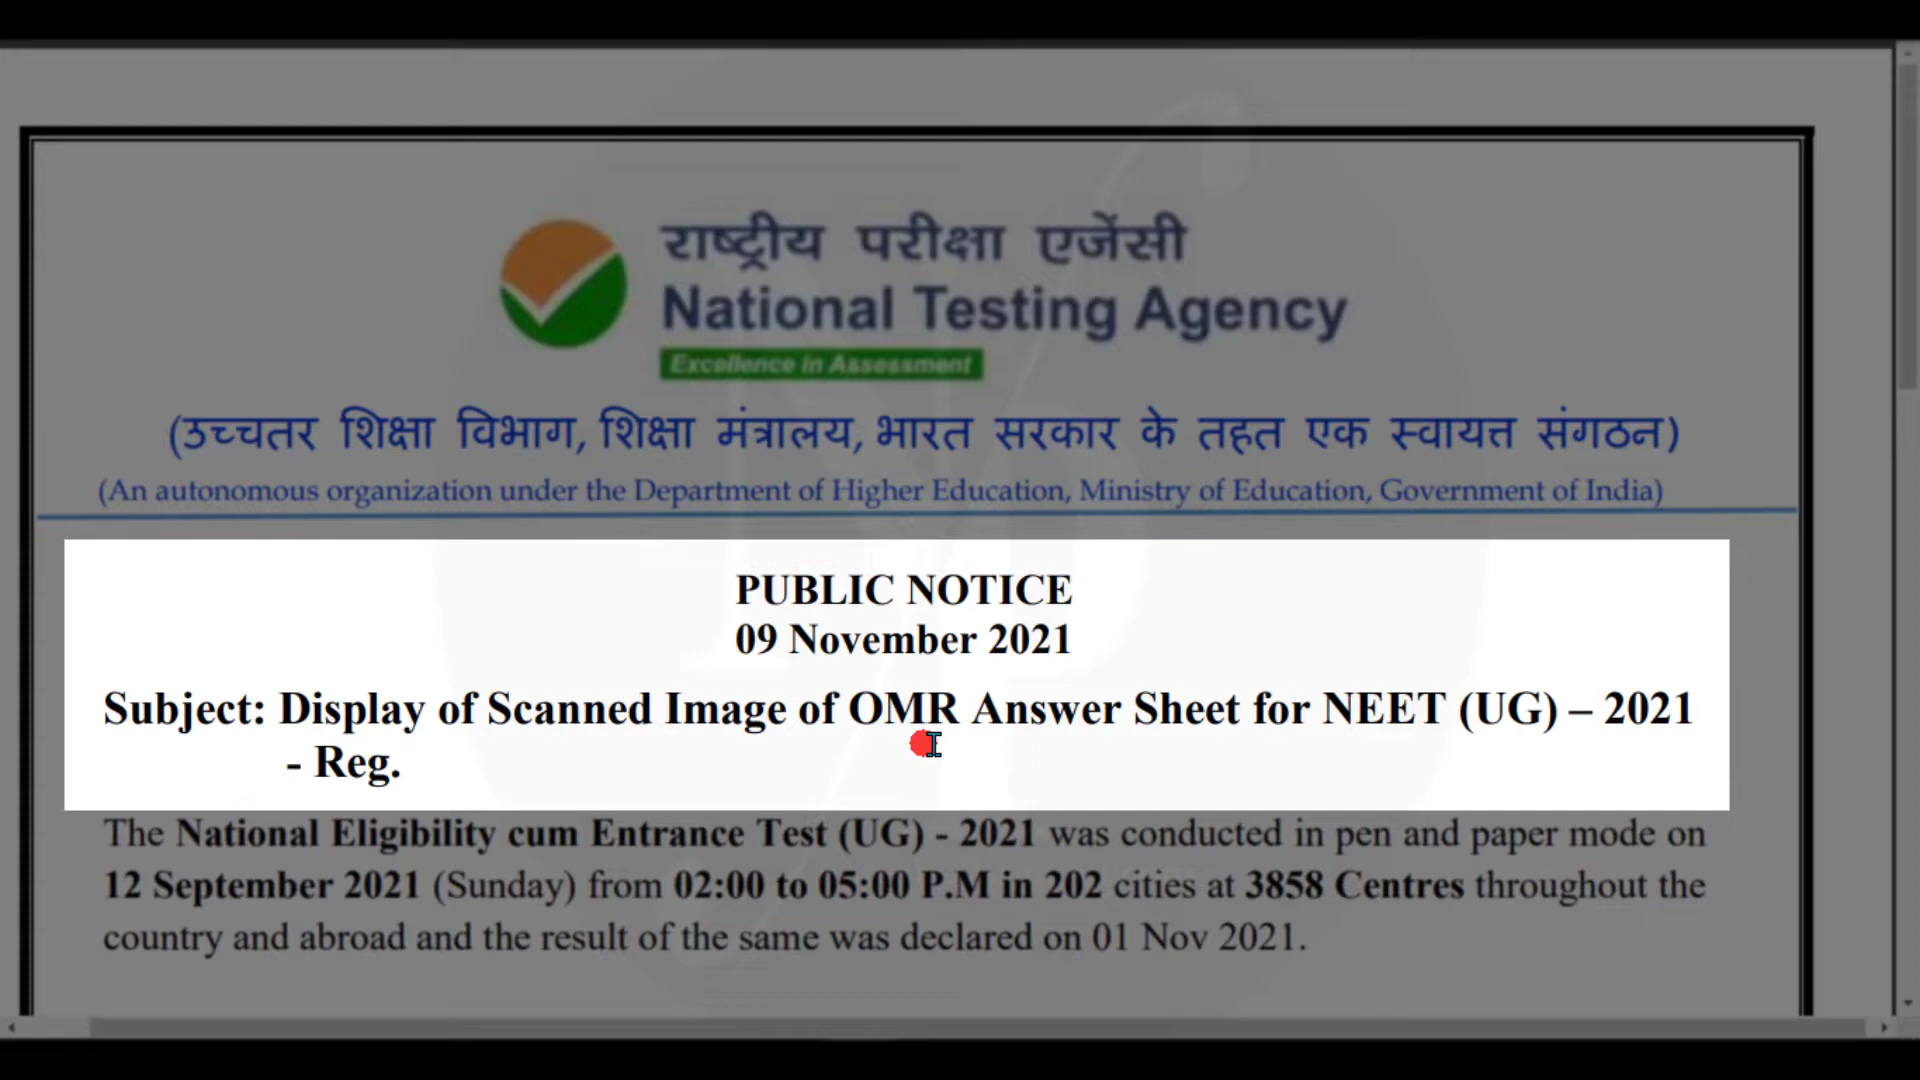 राष्ट्रीय परीक्षा एजेंसी
National Testing Agency
Excellence in Assessment
(उच्चतर शिक्षा विभाग, शिक्षा मंत्रालय, भारत सरकार के तहत एक स्वायत्त संगठन)
(An autonomous organization under the Department of Higher Education, Ministry of Education, Government of India)
PUBLIC NOTICE
09 November 2021
Subject: Display of Scanned Image of OMR Answer Sheet for NEET (UG) – 2021
- Reg.
The National Eligibility cum Entrance Test (UG) - 2021 was conducted in pen and paper mode on
12 September 2021 (Sunday) from 02:00 to 05:00 P.M in 202 cities at 3858 Centres throughout the
country and abroad and the result of the same was declared on 01 Nov 2021.